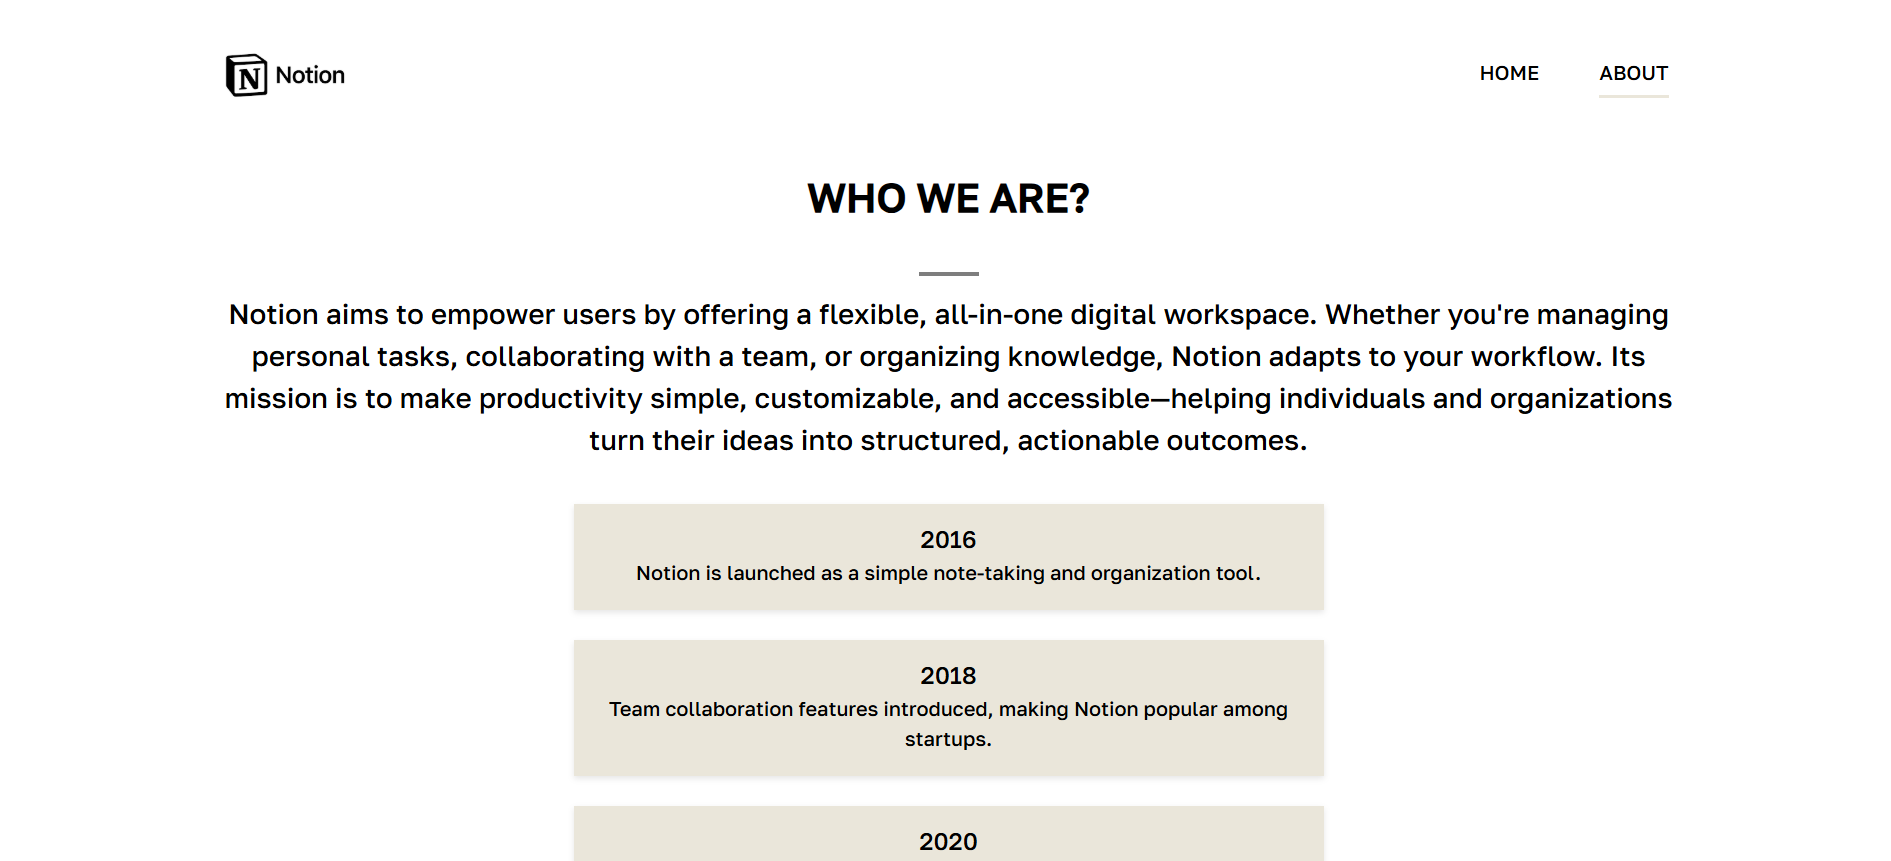 N Notion
HOME
ABOUT
WHO WE ARE?
Notion aims to empower users by offering a flexible, all-in-one digital workspace. Whether you're managing
personal tasks, collaborating with a team, or organizing knowledge, Notion adapts to your workflow. Its
mission is to make productivity simple, customizable, and accessible—helping individuals and organizations
turn their ideas into structured, actionable outcomes.
2016
Notion is launched as a simple note-taking and organization tool.
2018
Team collaboration features introduced, making Notion popular among
startups.
2020